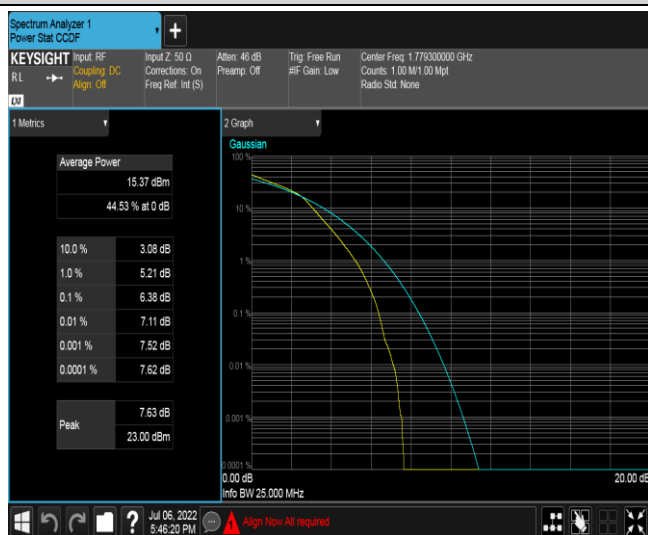 Spectrum Analyzer 1
Power Stat CCDF
KEYSIGHT
R L
LXI
Input: RF
Coupling: DC
Align: Off
Input Z: 50 Ω
Corrections: On
Freq Ref: Int (S)
Atten: 46 dB
Preamp: Off
Trig: Free Run
#IF Gain: Low
Center Freq: 1.779300000 GHz
Counts: 1.00 M/1.00 Mpt
Radio Std: None
1 Metrics
Average Power
15.37 dBm
44.53 % at 0 dB
10.0 % 3.08 dB
1.0 % 5.21 dB
0.1 % 6.38 dB
0.01 % 7.11 dB
0.001 % 7.52 dB
0.0001 % 7.62 dB
Peak 7.63 dB
23.00 dBm
2 Graph
Gaussian
100 %
10 %
1 %
0.1 %
0.01 %
0.001 %
0.0001 %
0.00 dB 20.00 dB
Info BW 25.000 MHz
?
Jul 06, 2022
5:46:20 PM
Align Now All required